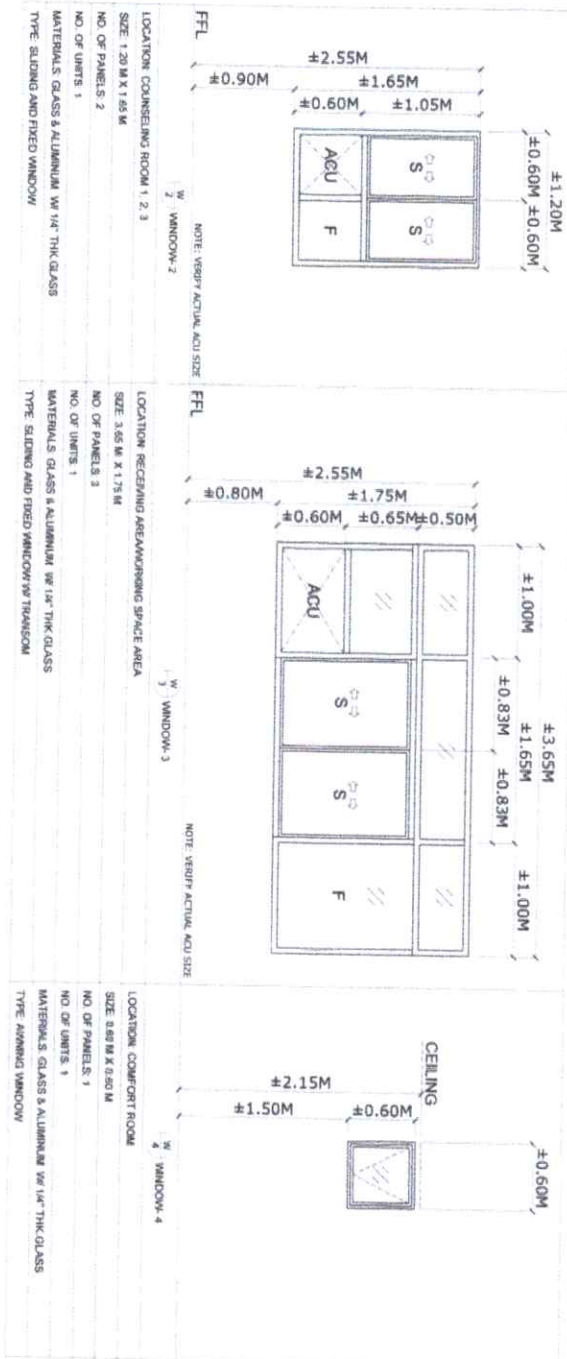 ±1.20M
±0.60M ±0.60M
±2.55M
±1.65M
±0.90M
±0.60M
±1.05M
S
S
ACU
F
FFL
NOTE: VERIFY ACTUAL ACU SIZE
W
2
WINDOW-2
LOCATION: COUNSELING ROOM 1, 2, 3
SIZE: 1.20 M X 1.65 M
NO. OF PANELS: 2
NO. OF UNITS: 1
MATERIALS: GLASS & ALUMINUM W/ 1/4" THK.GLASS
TYPE: SLIDING AND FIXED WINDOW
±3.65M
±1.00M
±1.65M
±1.00M
±0.83M
±0.83M
±2.55M
±1.75M
±0.80M
±0.60M
±0.65M
±0.50M
ACU
S
S
F
FFL
NOTE: VERIFY ACTUAL ACU SIZE
W
3
WINDOW-3
LOCATION: RECEIVING AREA/WORKING SPACE AREA
SIZE: 3.65 M X 1.75 M
NO. OF PANELS: 3
NO. OF UNITS: 1
MATERIALS: GLASS & ALUMINUM W/ 1/4" THK.GLASS
TYPE: SLIDING AND FIXED WINDOW W/ TRANSOM
±0.60M
CEILING
±2.15M
±1.50M
±0.60M
W
4
WINDOW-4
LOCATION: COMFORT ROOM
SIZE: 0.60 M X 0.60 M
NO. OF PANELS: 1
NO. OF UNITS: 1
MATERIALS: GLASS & ALUMINUM W/ 1/4" THK.GLASS
TYPE: AWNING WINDOW